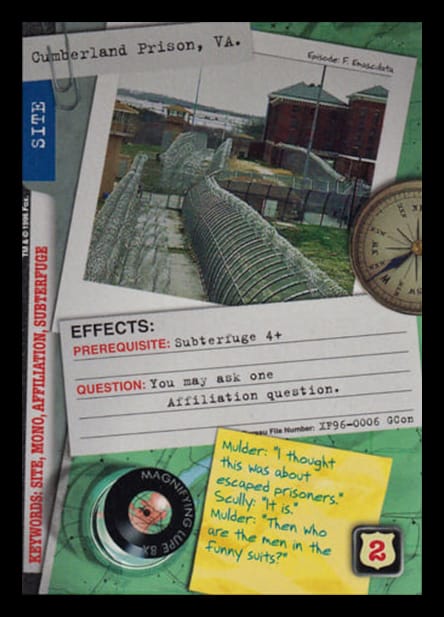 Cumberland Prison, VA.
Episode: F. Emasculata
SITE
TM & © 1996 Fox.
KEYWORDS: SITE, MONO, AFFILIATION, SUBTERFUGE
EFFECTS:
PREREQUISITE: Subterfuge 4+
QUESTION: You may ask one
Affiliation question.
File Number: XF96-0006 GCon
MAGNIFYING LUPE 8X
Mulder: "I thought
this was about
escaped prisoners."
Scully: "It is."
Mulder: "Then who
are the men in the
funny suits?"
2